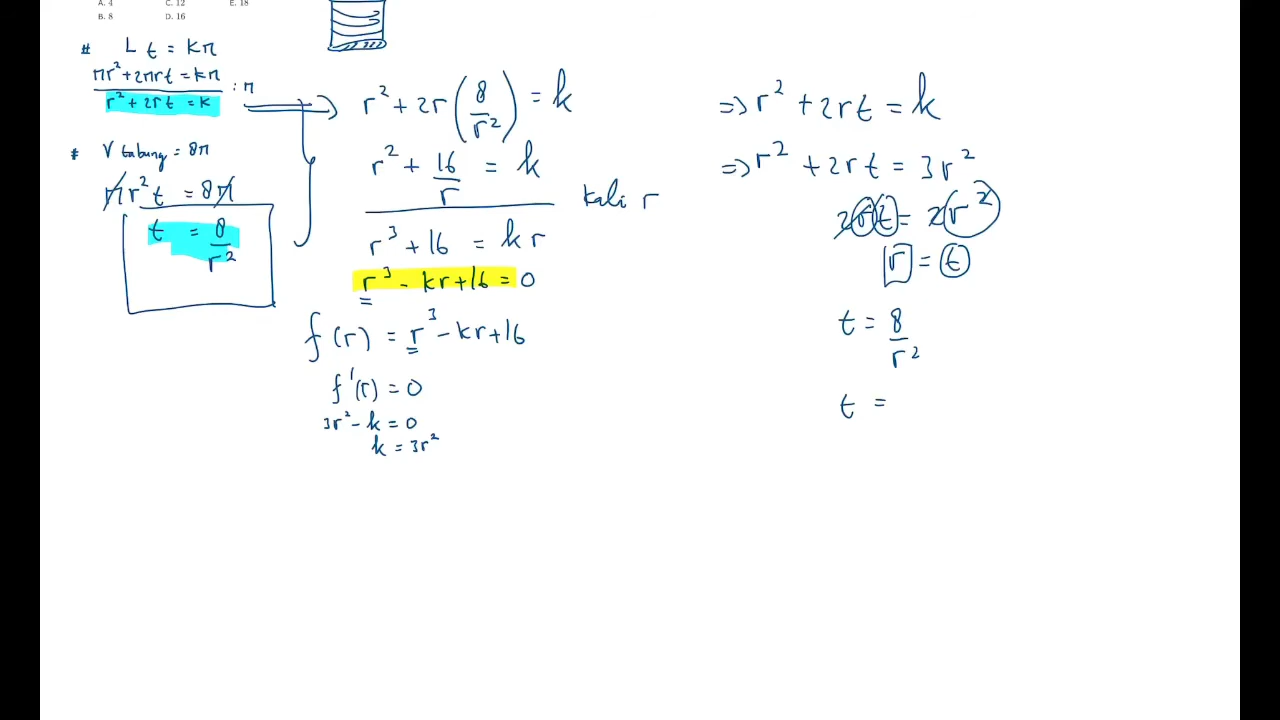 A. 4 C. 12 E. 18
B. 8 D. 16
# L t = kπ
πr² + 2πrt = kπ : π
r² + 2rt = k
# V tabung = 8π
πr²t = 8π
t = 8/r²
r² + 2r(8/r²) = k
r² + 16/r = k
kali r
r³ + 16 = kr
r³ - kr + 16 = 0
f(r) = r³ - kr + 16
f'(r) = 0
3r² - k = 0
k = 3r²
=> r² + 2rt = k
=> r² + 2rt = 3r²
2rt = 2r²
r = t
t = 8/r²
t =